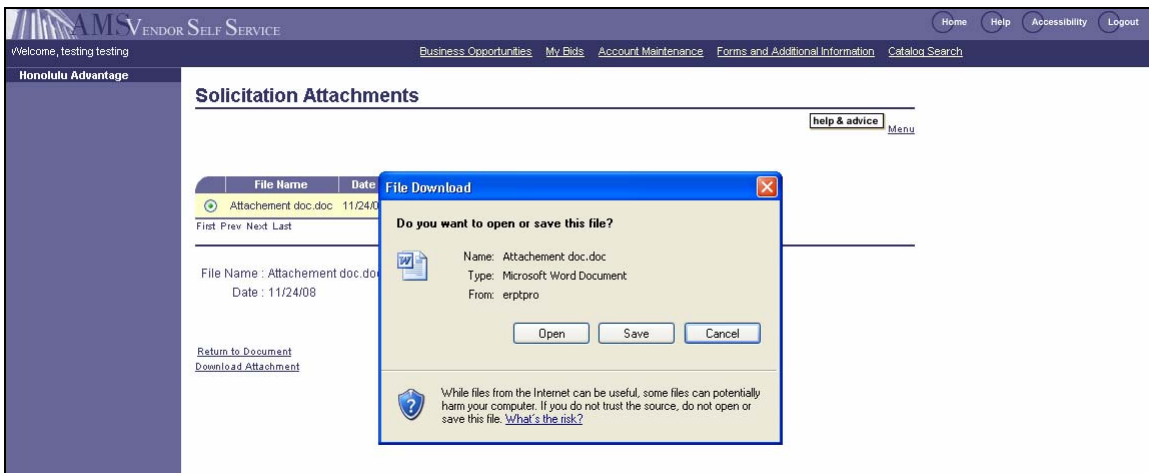 AMS VENDOR SELF SERVICE
Home Help Accessibility Logout
Welcome, testing testing
Business Opportunities My Bids Account Maintenance Forms and Additional Information Catalog Search
Honolulu Advantage
Solicitation Attachments
help & advice Menu
File Name Date
Attachement doc.doc 11/24/0
First Prev Next Last
File Name : Attachement doc.do
Date : 11/24/08
Return to Document
Download Attachment
File Download
Do you want to open or save this file?
Name: Attachement doc.doc
Type: Microsoft Word Document
From: erptpro
Open Save Cancel
While files from the Internet can be useful, some files can potentially
harm your computer. If you do not trust the source, do not open or
save this file. What's the risk?